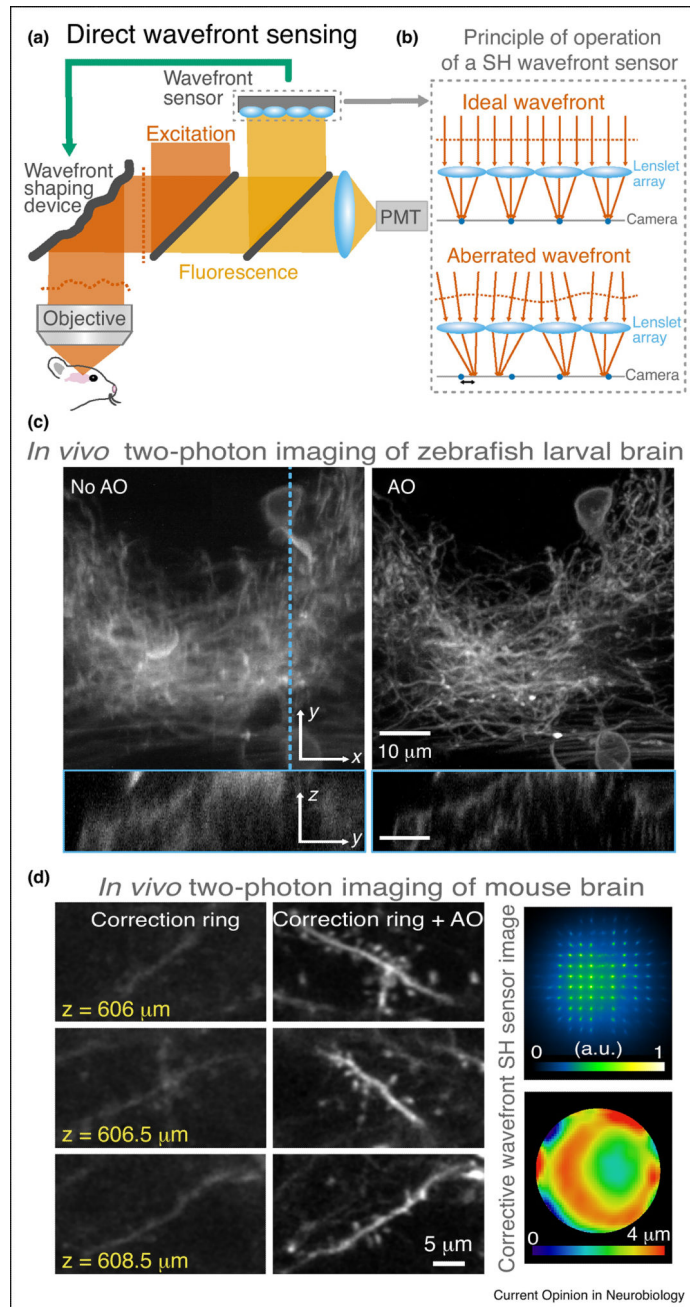 (a) Direct wavefront sensing
Wavefront
sensor
Excitation
Wavefront
shaping
device
PMT
Fluorescence
Objective
(b) Principle of operation
of a SH wavefront sensor
Ideal wavefront
Lenslet
array
Camera
Aberrated wavefront
Lenslet
array
Camera
(c)
In vivo two-photon imaging of zebrafish larval brain
No AO
y
x
z
y
AO
10 μm
(d)
In vivo two-photon imaging of mouse brain
Correction ring
Correction ring + AO
z = 606 μm
z = 606.5 μm
z = 608.5 μm
5 μm
Corrective wavefront SH sensor image
0 (a.u.) 1
0 4 μm
Current Opinion in Neurobiology